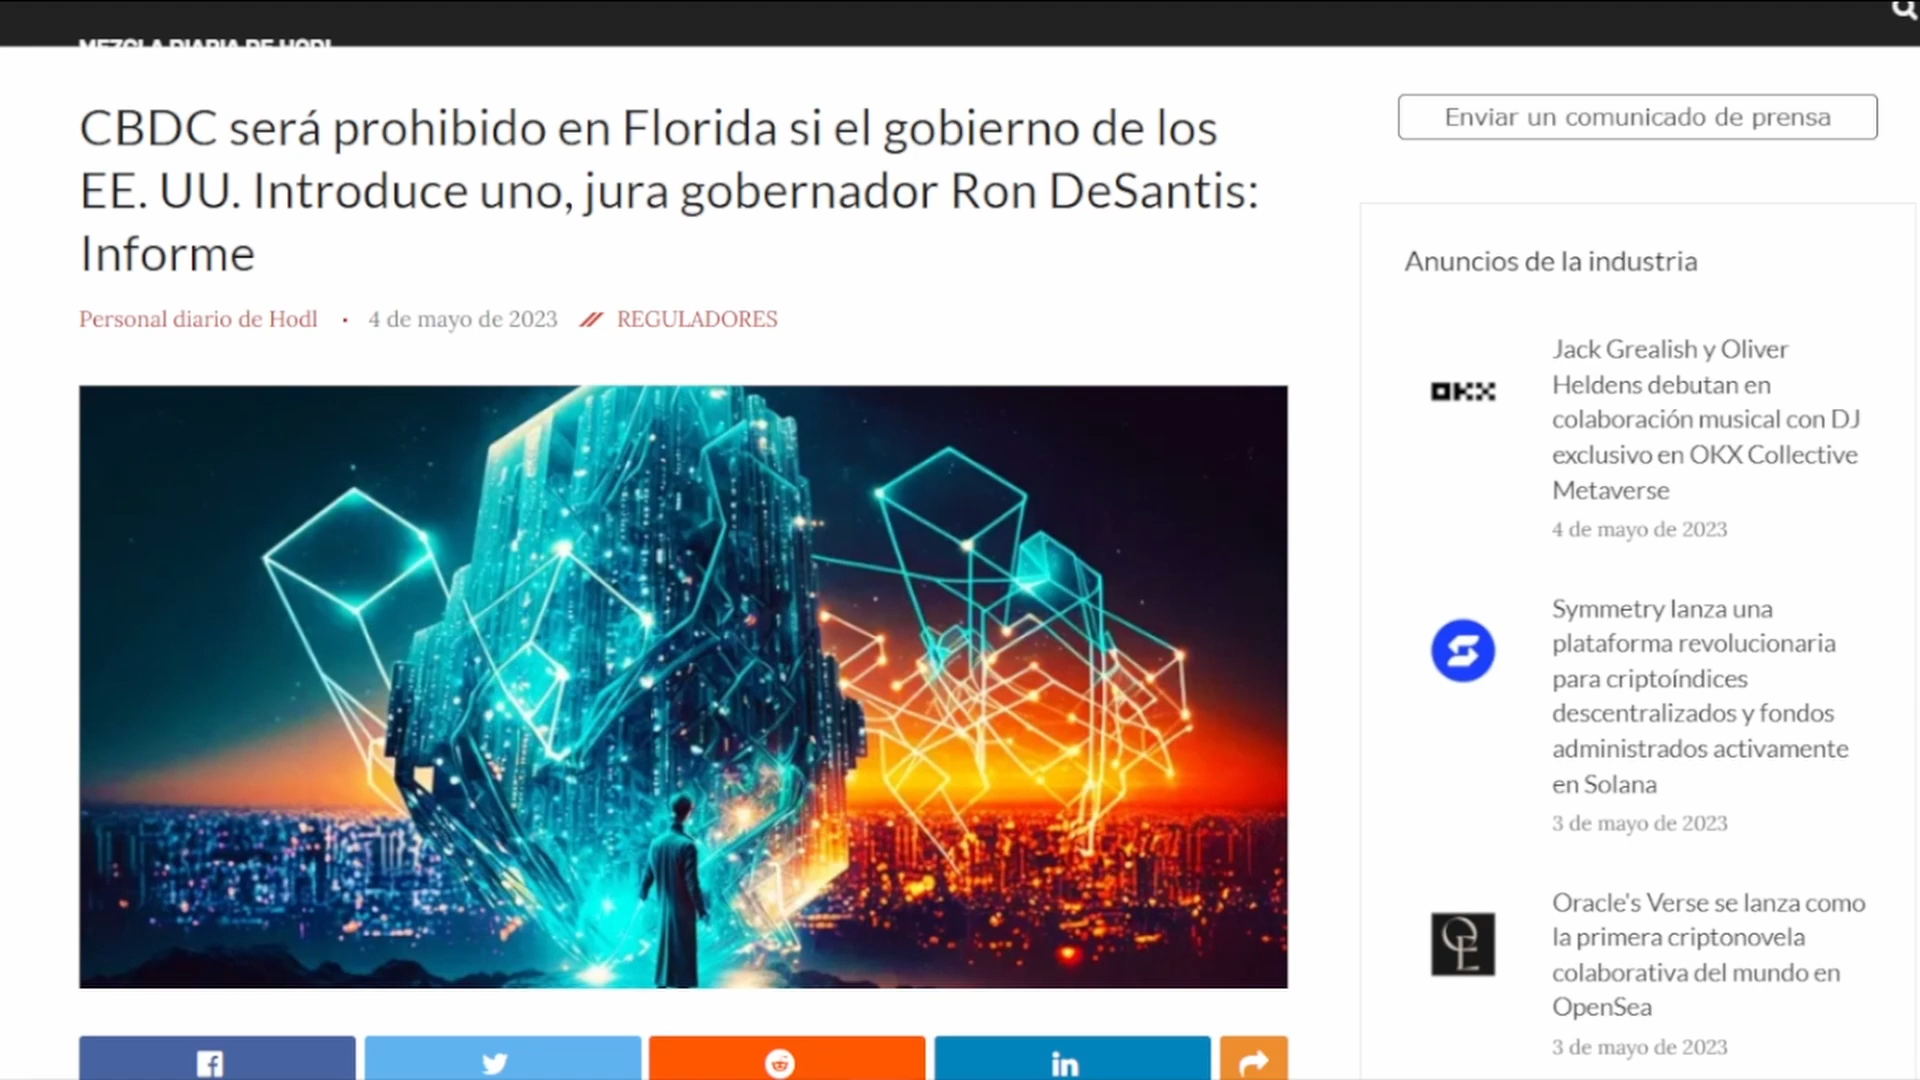 MEZCLA DIARIA DE HODL
CBDC será prohibido en Florida si el gobierno de los
EE. UU. Introduce uno, jura gobernador Ron DeSantis:
Informe
Personal diario de Hodl · 4 de mayo de 2023 // REGULADORES
Enviar un comunicado de prensa
Anuncios de la industria
OKX
Jack Grealish y Oliver
Heldens debutan en
colaboración musical con DJ
exclusivo en OKX Collective
Metaverse
4 de mayo de 2023
Symmetry lanza una
plataforma revolucionaria
para criptoíndices
descentralizados y fondos
administrados activamente
en Solana
3 de mayo de 2023
Oracle's Verse se lanza como
la primera criptonovela
colaborativa del mundo en
OpenSea
3 de mayo de 2023